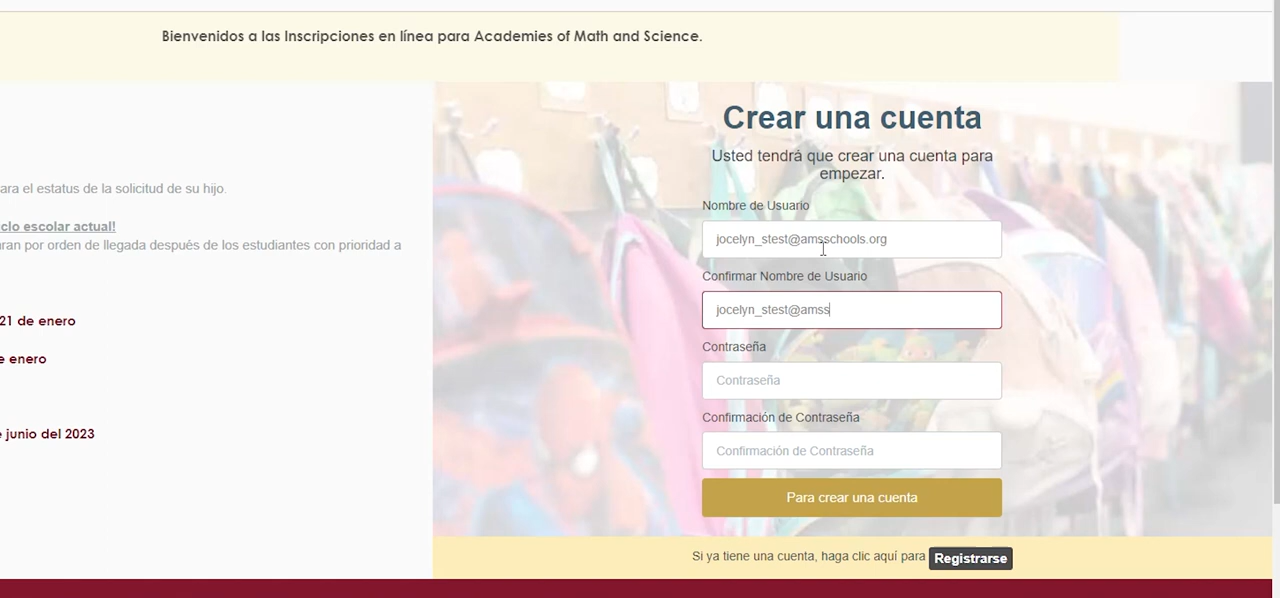 Bienvenidos a las Inscripciones en línea para Academies of Math and Science.
ara el estatus de la solicitud de su hijo.
clo escolar actual!
ran por orden de llegada después de los estudiantes con prioridad a
21 de enero
e enero
e junio del 2023
Crear una cuenta
Usted tendrá que crear una cuenta para
empezar.
Nombre de Usuario
jocelyn_stest@amsschools.org
Confirmar Nombre de Usuario
jocelyn_stest@amss
Contraseña
Contraseña
Confirmación de Contraseña
Confirmación de Contraseña
Para crear una cuenta
Si ya tiene una cuenta, haga clic aquí para Registrarse